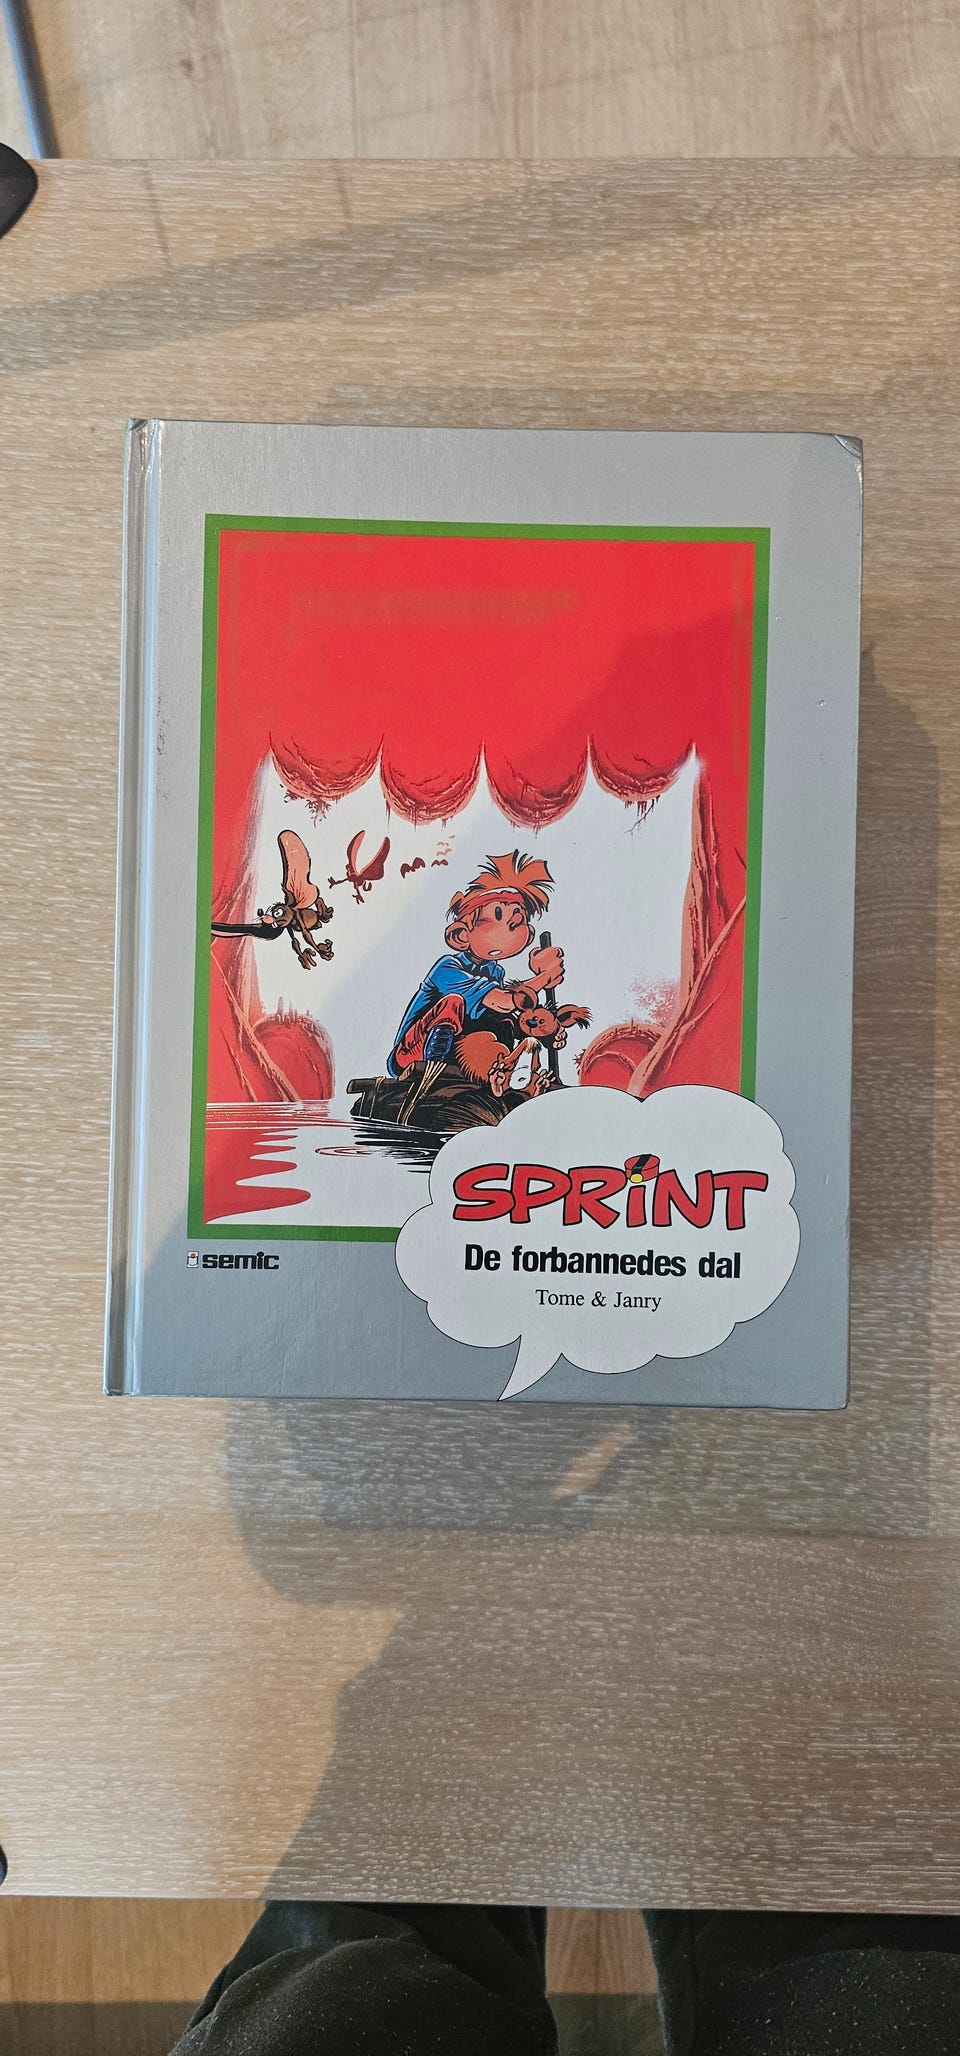 SPRiNT
De forbannedes dal
Tome & Janry
semic